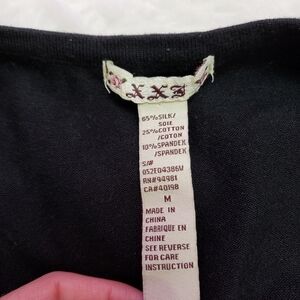 XXI
65%SILK/
SOIE
25%COTTON
/COTON
10%SPANDEX
/SPANDEX
S/#
052E04386V
RN#94981
CA#40198
M
MADE IN
CHINA
FABRIQUE EN
CHINE
SEE REVERSE
FOR CARE
INSTRUCTION